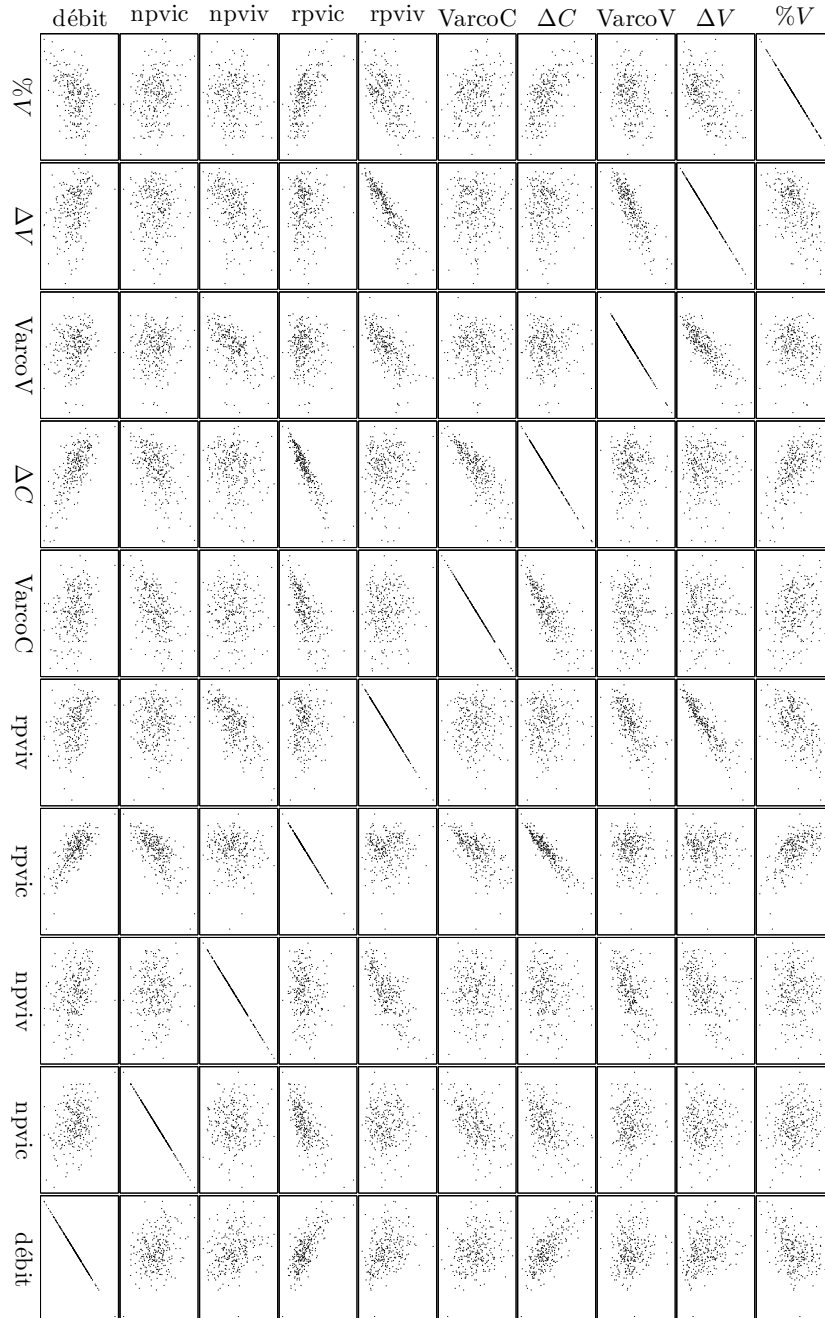 débit npvic npviv rpvic rpviv VarcoC ΔC VarcoV ΔV %V
%V
ΔV
VarcoV
ΔC
VarcoC
rpviv
rpvic
npviv
npvic
débit